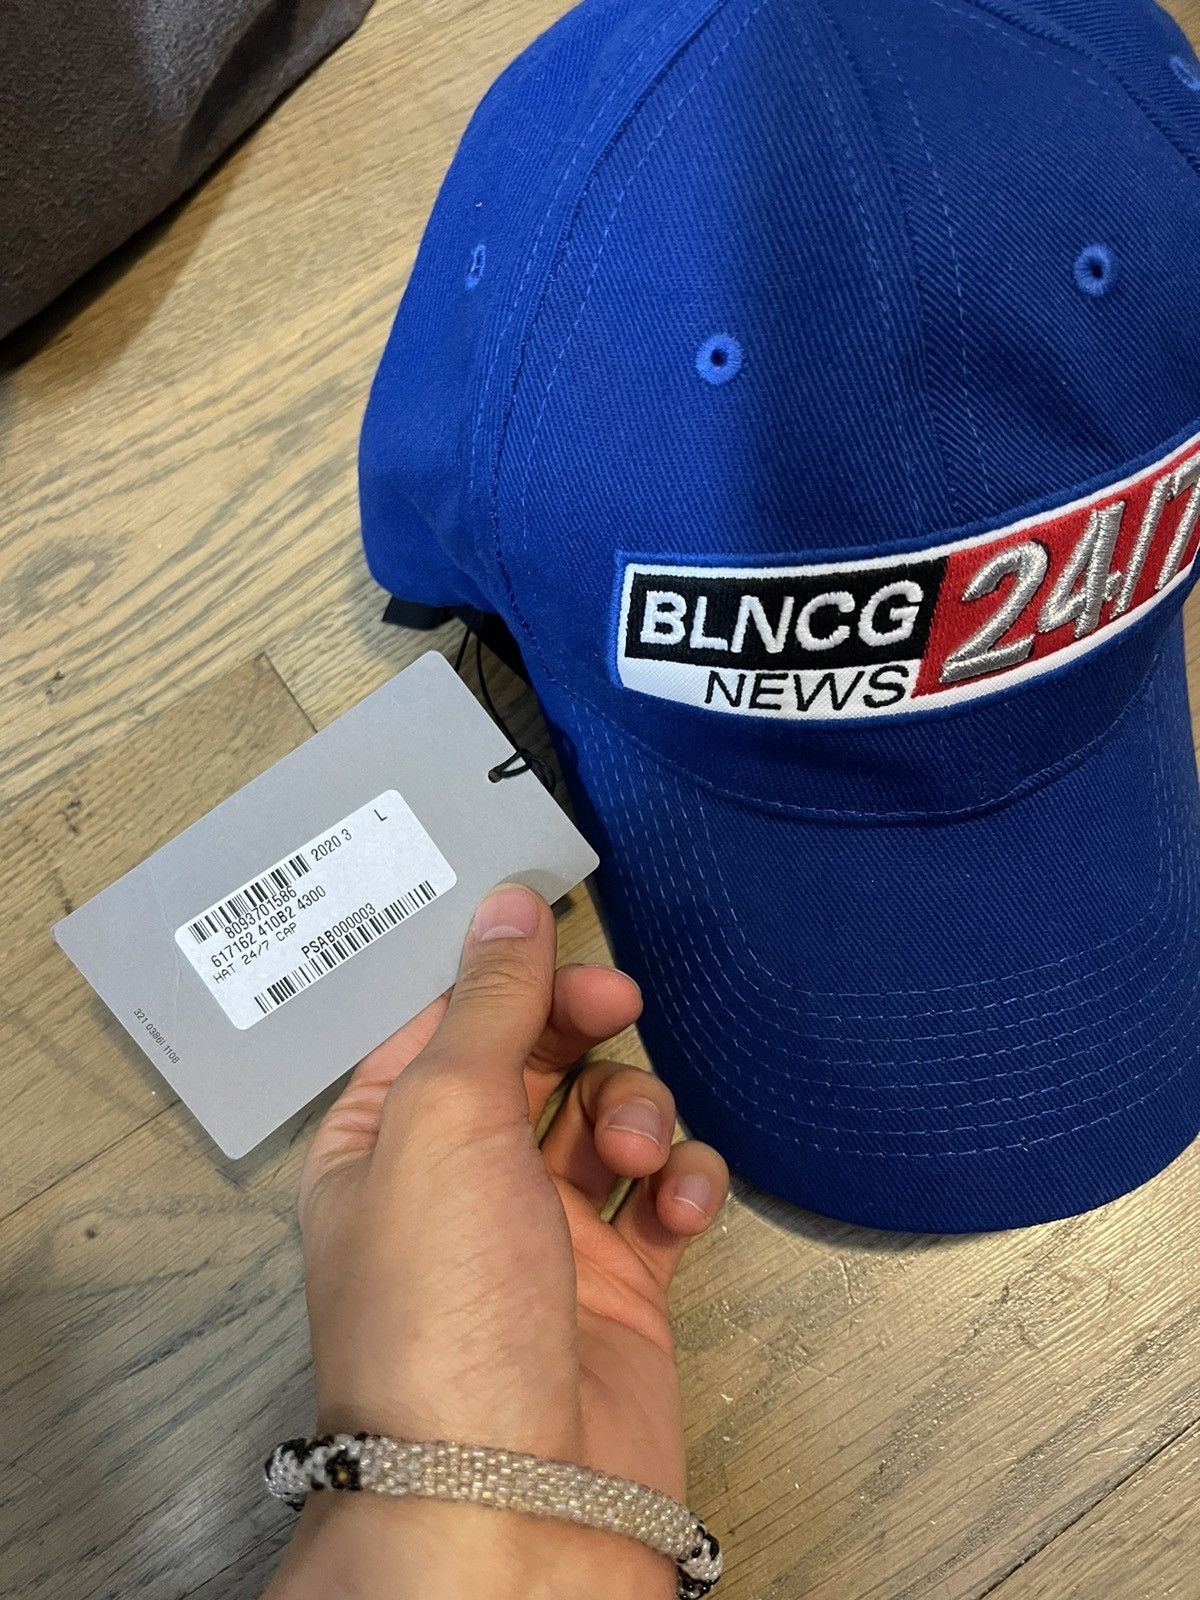 BLNCG 24/7
NEWS
2020 3 L
8093701586
617162 410B2 4300
HAT 24/7 CAP
PSAB000003
321 0386I 1108